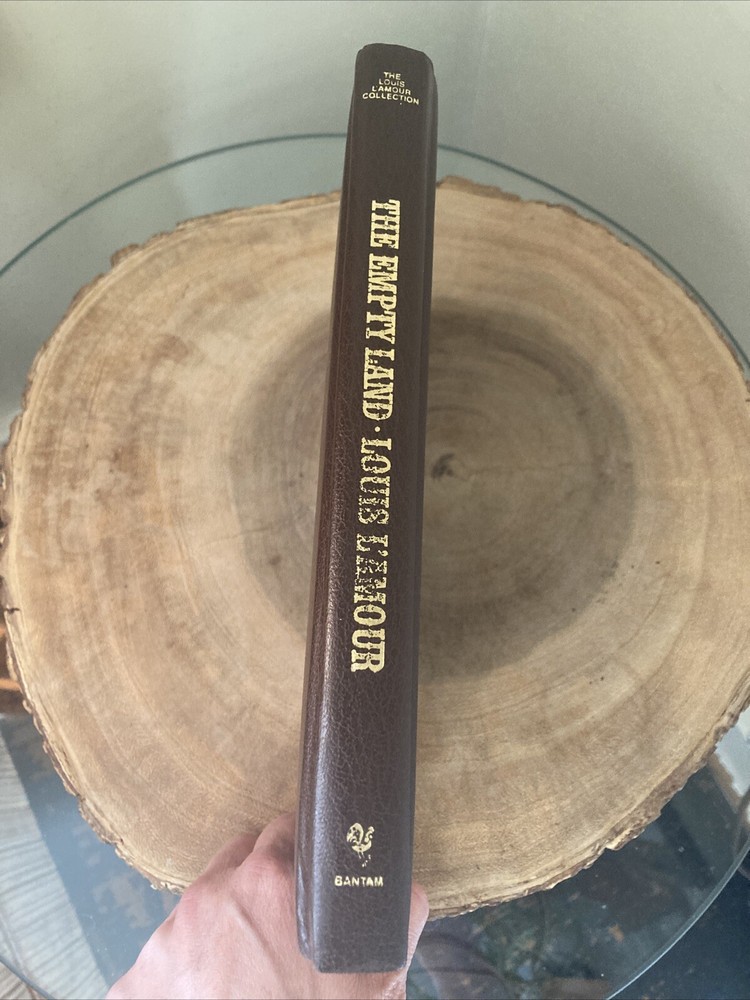 THE
LOUIS
L'AMOUR
COLLECTION
THE EMPTY LAND · LOUIS L'AMOUR
BANTAM